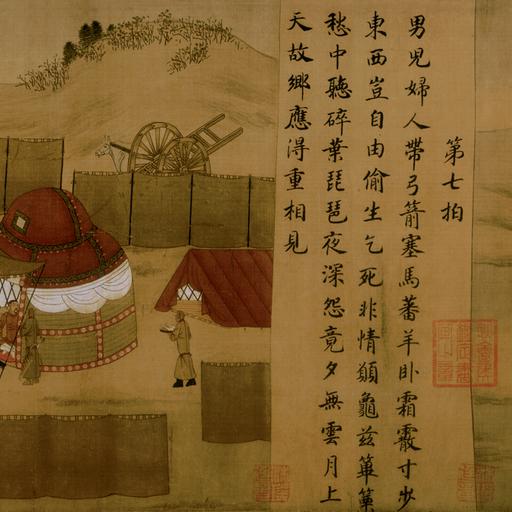 第七拍
男兒婦人帶弓箭塞馬蕃羊卧霜霰寸步
東西豈自由偷生乞死非情願龜茲篳篥
愁中聽碎葉琵琶夜深怨竟夕無雲月上
天故鄉應得重相見